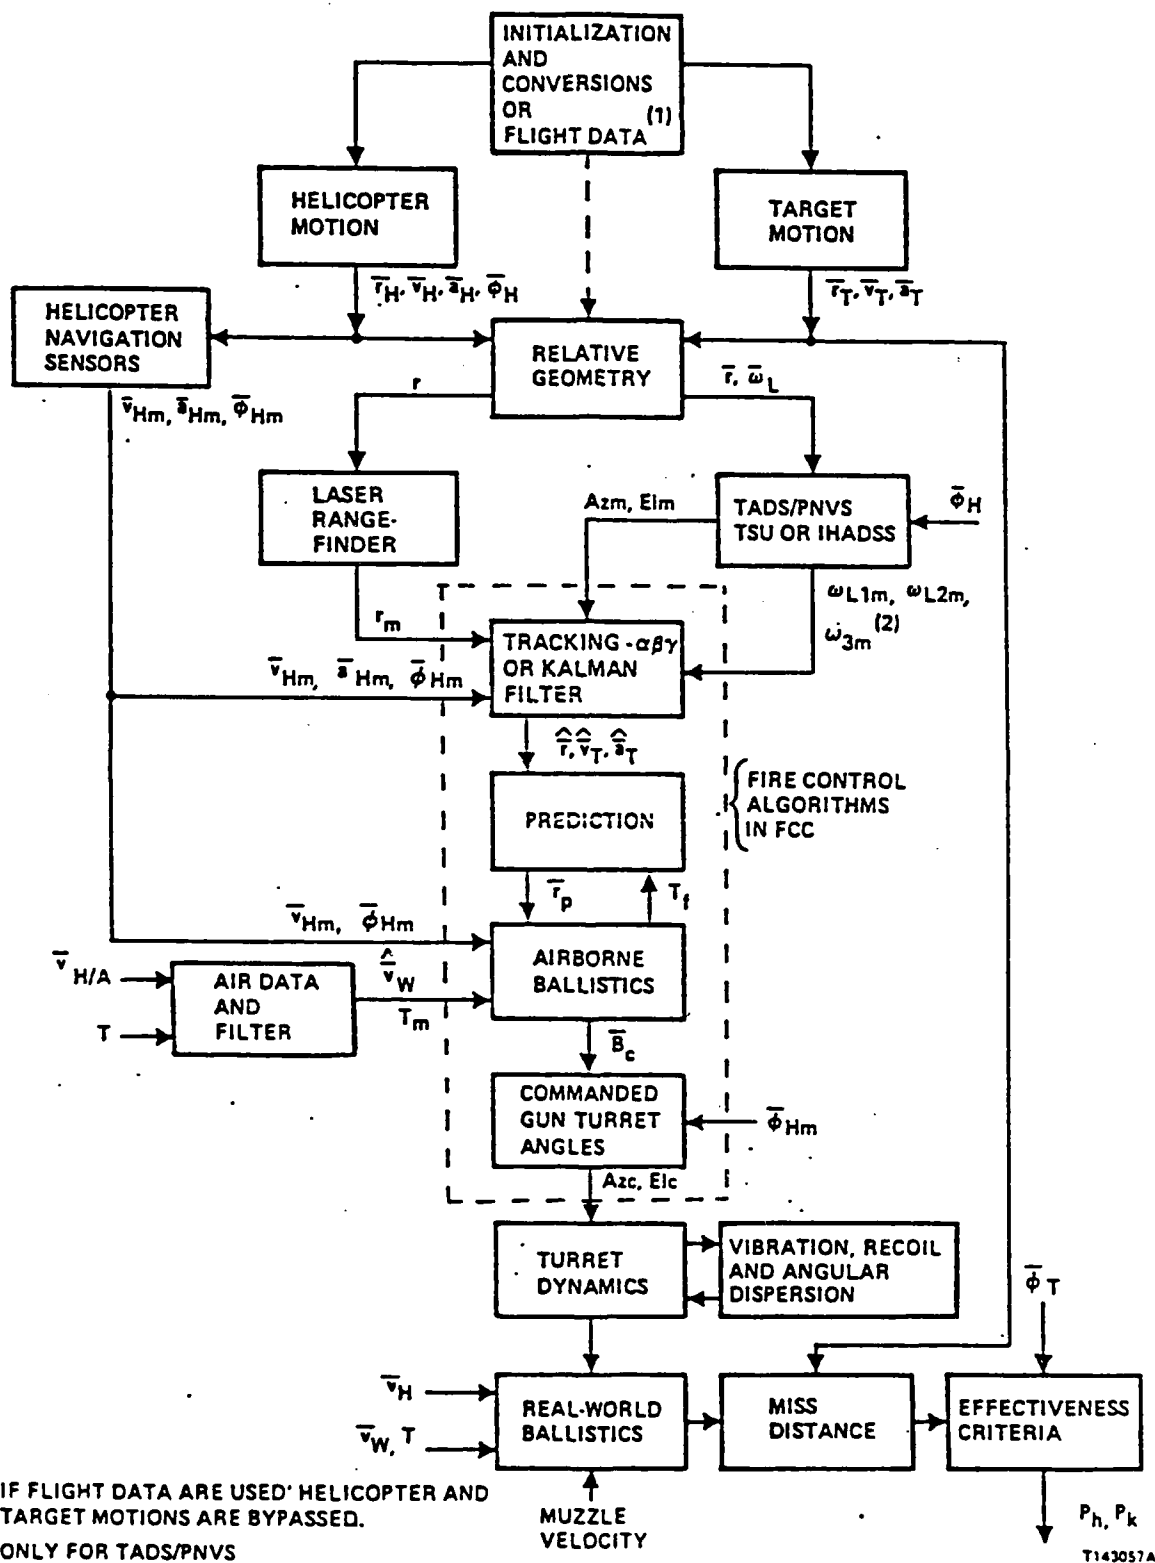 INITIALIZATION
AND
CONVERSIONS
OR
FLIGHT DATA (1)
HELICOPTER
MOTION
TARGET
MOTION
r̅H, v̅H, a̅H, ϕ̅H
r̅T, v̅T, a̅T
HELICOPTER
NAVIGATION
SENSORS
RELATIVE
GEOMETRY
r
r̅, ω̅L
v̅Hm, a̅Hm, ϕ̅Hm
LASER
RANGE-
FINDER
Azm, Elm
TADS/PNVS
TSU OR IHADSS
ϕ̅H
rm
ωL1m, ωL2m,
ω̇3m (2)
TRACKING - αβγ
OR KALMAN
FILTER
v̅Hm, a̅Hm, ϕ̅Hm
r̅̂, v̅̂T, a̅̂T
PREDICTION
FIRE CONTROL
ALGORITHMS
IN FCC
r̅p
Tf
v̅Hm, ϕ̅Hm
AIRBORNE
BALLISTICS
v̅H/A
T
AIR DATA
AND
FILTER
v̅̂W
Tm
B̅c
COMMANDED
GUN TURRET
ANGLES
ϕ̅Hm
Azc, Elc
TURRET
DYNAMICS
VIBRATION, RECOIL
AND ANGULAR
DISPERSION
ϕ̅T
v̅H
v̅W, T
REAL-WORLD
BALLISTICS
MISS
DISTANCE
EFFECTIVENESS
CRITERIA
MUZZLE
VELOCITY
Ph, Pk
IF FLIGHT DATA ARE USED' HELICOPTER AND
TARGET MOTIONS ARE BYPASSED.
ONLY FOR TADS/PNVS
T143057A